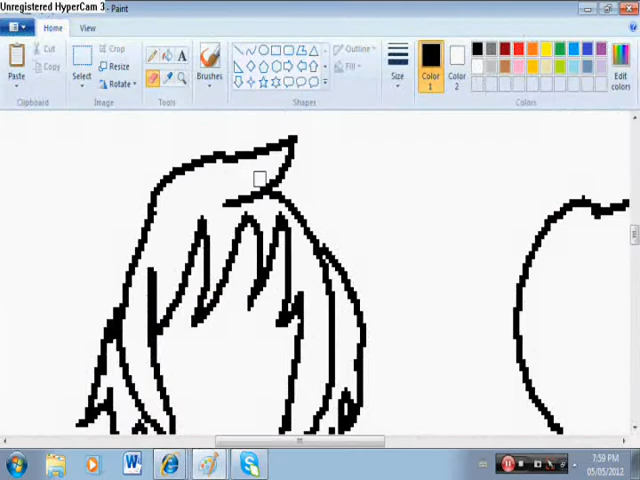 Unregistered HyperCam 3
- Paint
Home
View
Paste
Cut
Copy
Clipboard
Select
Crop
Resize
Rotate
Image
A
Tools
Brushes
Outline
Fill
Shapes
Size
Color
1
Color
2
Edit
colors
Colors
W
S
7:59 PM
05/05/2012